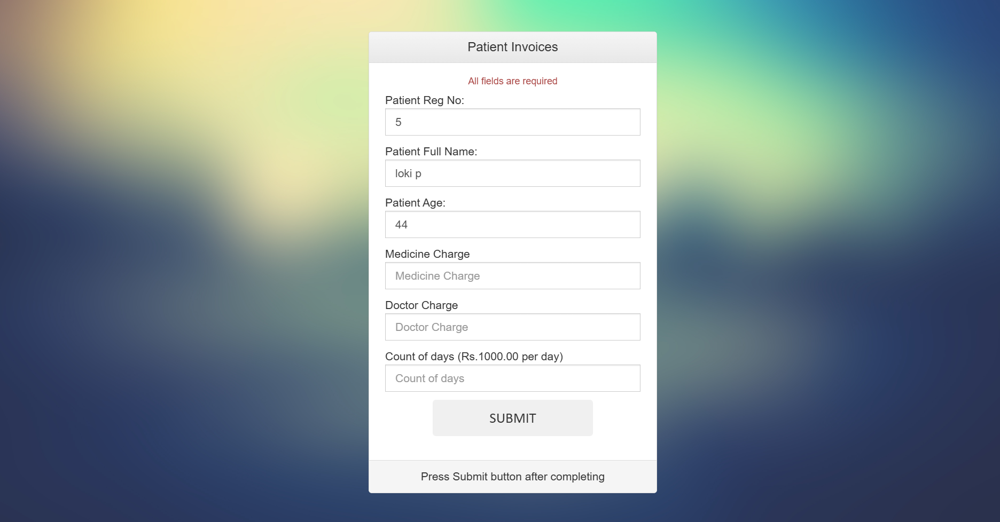 Patient Invoices
All fields are required
Patient Reg No:
5
Patient Full Name:
loki p
Patient Age:
44
Medicine Charge
Medicine Charge
Doctor Charge
Doctor Charge
Count of days (Rs.1000.00 per day)
Count of days
SUBMIT
Press Submit button after completing